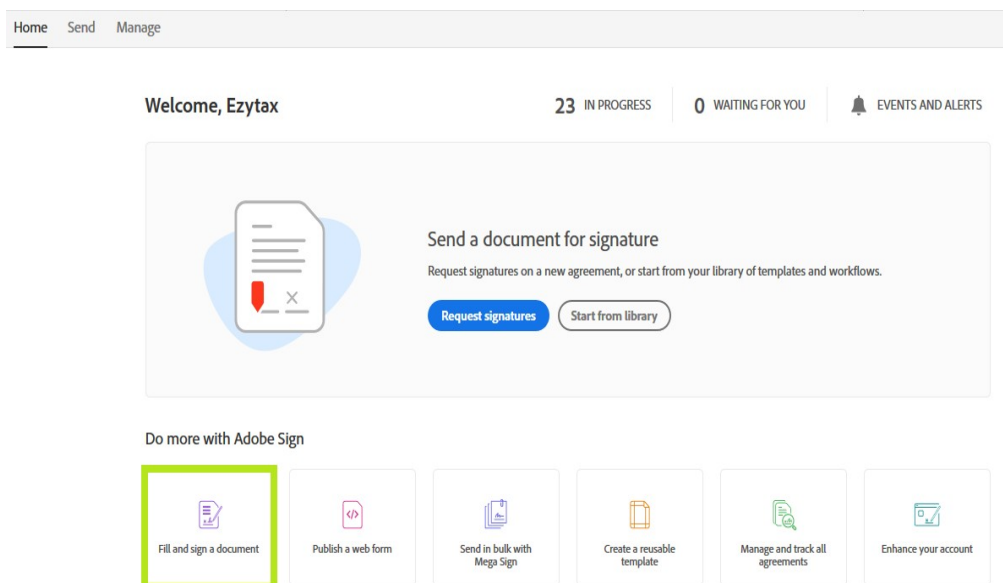 Home Send Manage
Welcome, Ezytax
23 IN PROGRESS
0 WAITING FOR YOU
EVENTS AND ALERTS
Send a document for signature
Request signatures on a new agreement, or start from your library of templates and workflows.
Request signatures
Start from library
Do more with Adobe Sign
Fill and sign a document
Publish a web form
Send in bulk with
Mega Sign
Create a reusable
template
Manage and track all
agreements
Enhance your account